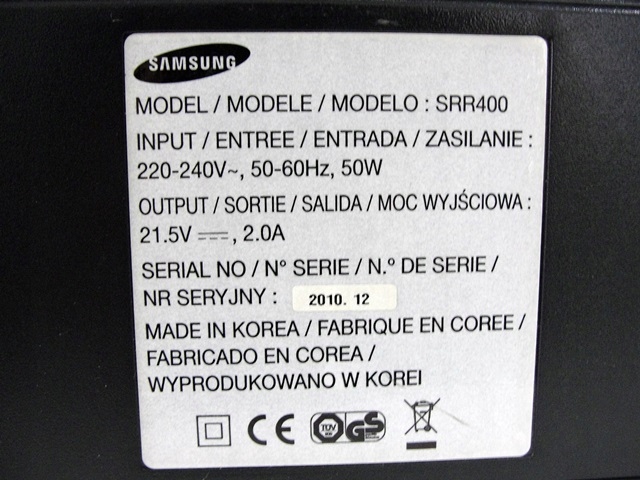 SAMSUNG
MODEL / MODELE / MODELO : SRR400
INPUT / ENTREE / ENTRADA / ZASILANIE :
220-240V~, 50-60Hz, 50W
OUTPUT / SORTIE / SALIDA / MOC WYJŚCIOWA :
21.5V ⎓, 2.0A
SERIAL NO / N° SERIE / N.º DE SERIE /
NR SERYJNY : 2010. 12
MADE IN KOREA / FABRIQUE EN COREE /
FABRICADO EN COREA /
WYPRODUKOWANO W KOREI
CE TÜV GS